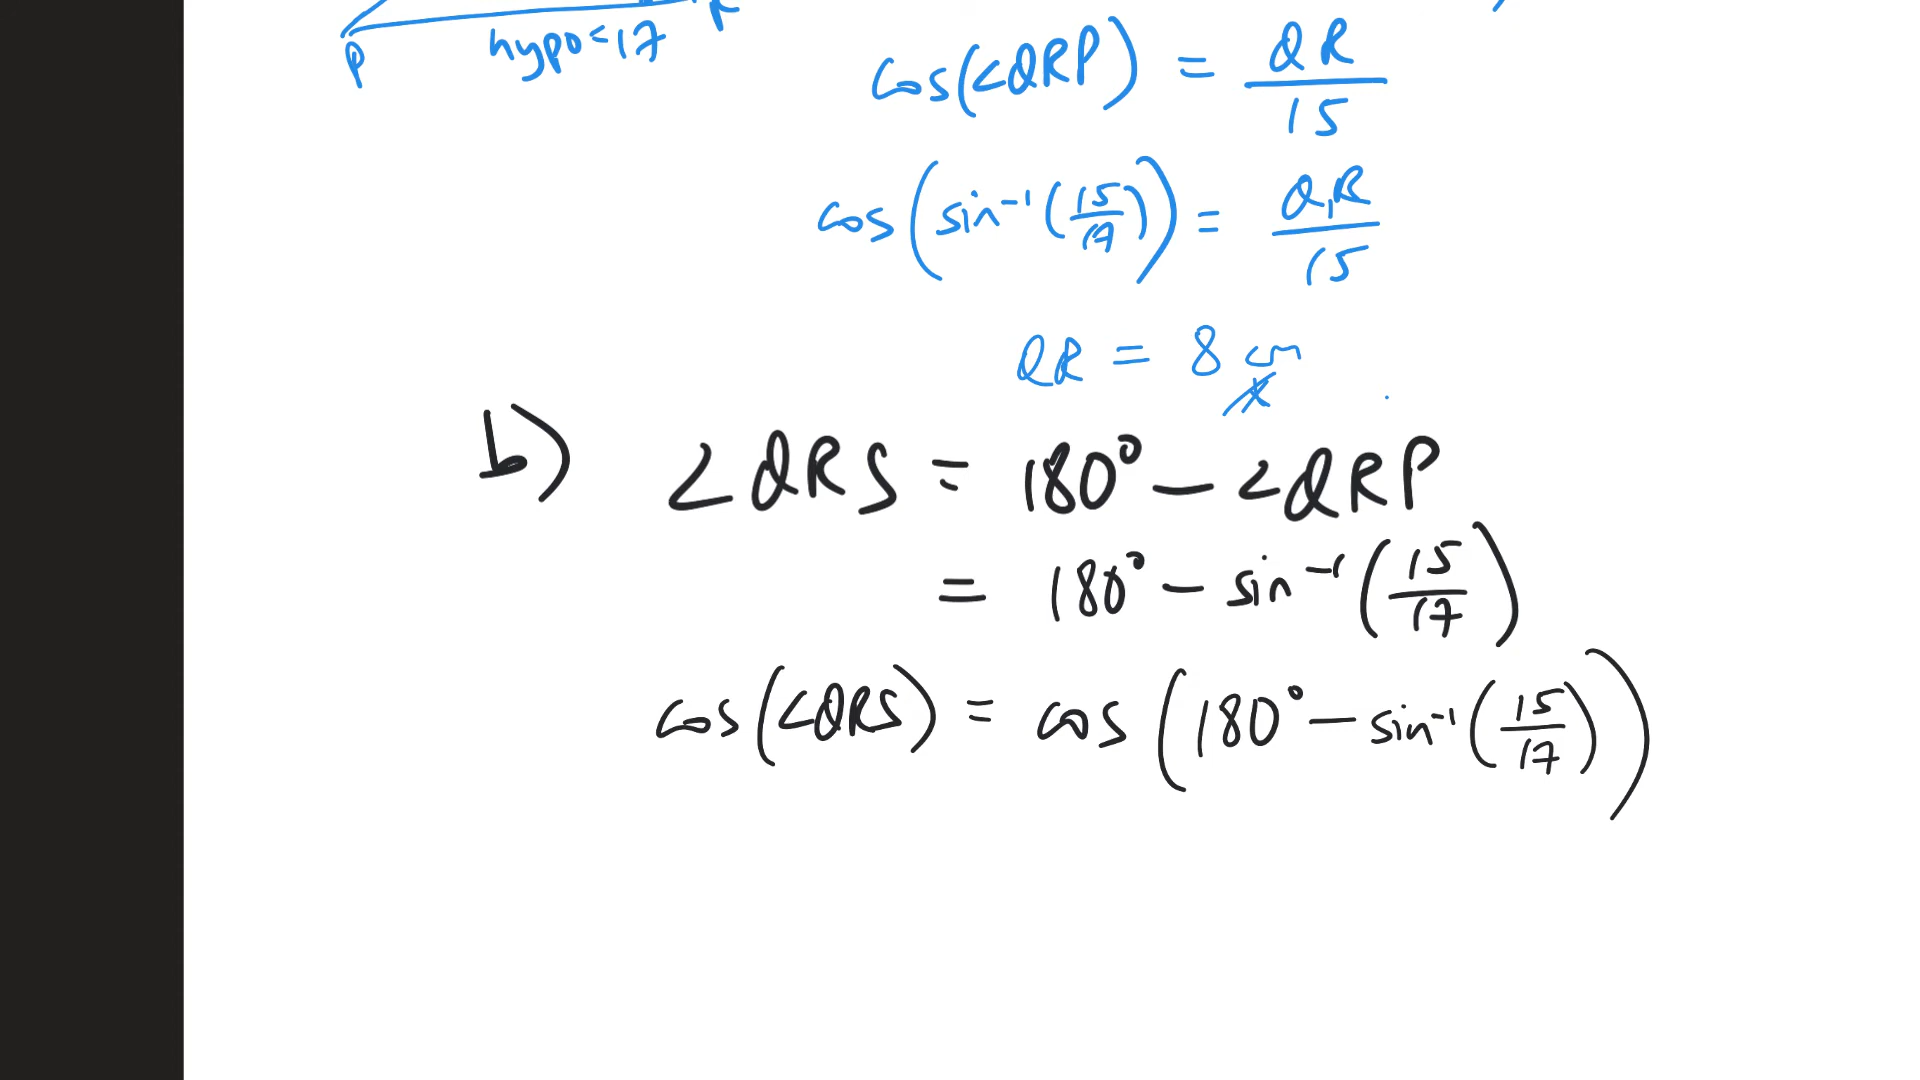 P hypo = 17
cos(∠QRP) = QR/15
cos(sin⁻¹(15/17)) = QR/15
QR = 8 cm
b) ∠QRS = 180° − ∠QRP
= 180° − sin⁻¹(15/17)
cos(∠QRS) = cos(180° − sin⁻¹(15/17))